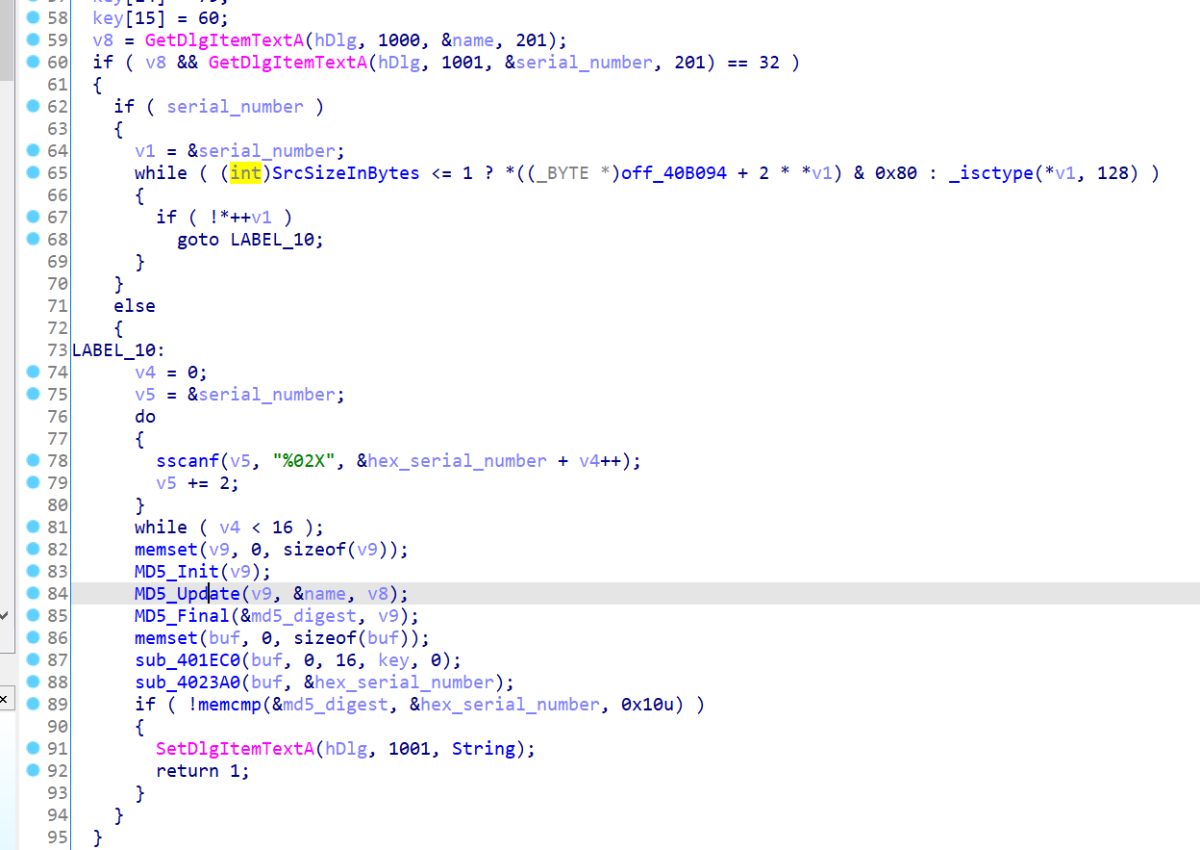 58 key[15] = 60;
59 v8 = GetDlgItemTextA(hDlg, 1000, &name, 201);
60 if ( v8 && GetDlgItemTextA(hDlg, 1001, &serial_number, 201) == 32 )
61 {
62 if ( serial_number )
63 {
64 v1 = &serial_number;
65 while ( (int)SrcSizeInBytes <= 1 ? *((_BYTE *)off_40B094 + 2 * *v1) & 0x80 : _isctype(*v1, 128) )
66 {
67 if ( !*++v1 )
68 goto LABEL_10;
69 }
70 }
71 else
72 {
73 LABEL_10:
74 v4 = 0;
75 v5 = &serial_number;
76 do
77 {
78 sscanf(v5, "%02X", &hex_serial_number + v4++);
79 v5 += 2;
80 }
81 while ( v4 < 16 );
82 memset(v9, 0, sizeof(v9));
83 MD5_Init(v9);
84 MD5_Update(v9, &name, v8);
85 MD5_Final(&md5_digest, v9);
86 memset(buf, 0, sizeof(buf));
87 sub_401EC0(buf, 0, 16, key, 0);
88 sub_4023A0(buf, &hex_serial_number);
89 if ( !memcmp(&md5_digest, &hex_serial_number, 0x10u) )
90 {
91 SetDlgItemTextA(hDlg, 1001, String);
92 return 1;
93 }
94 }
95 }